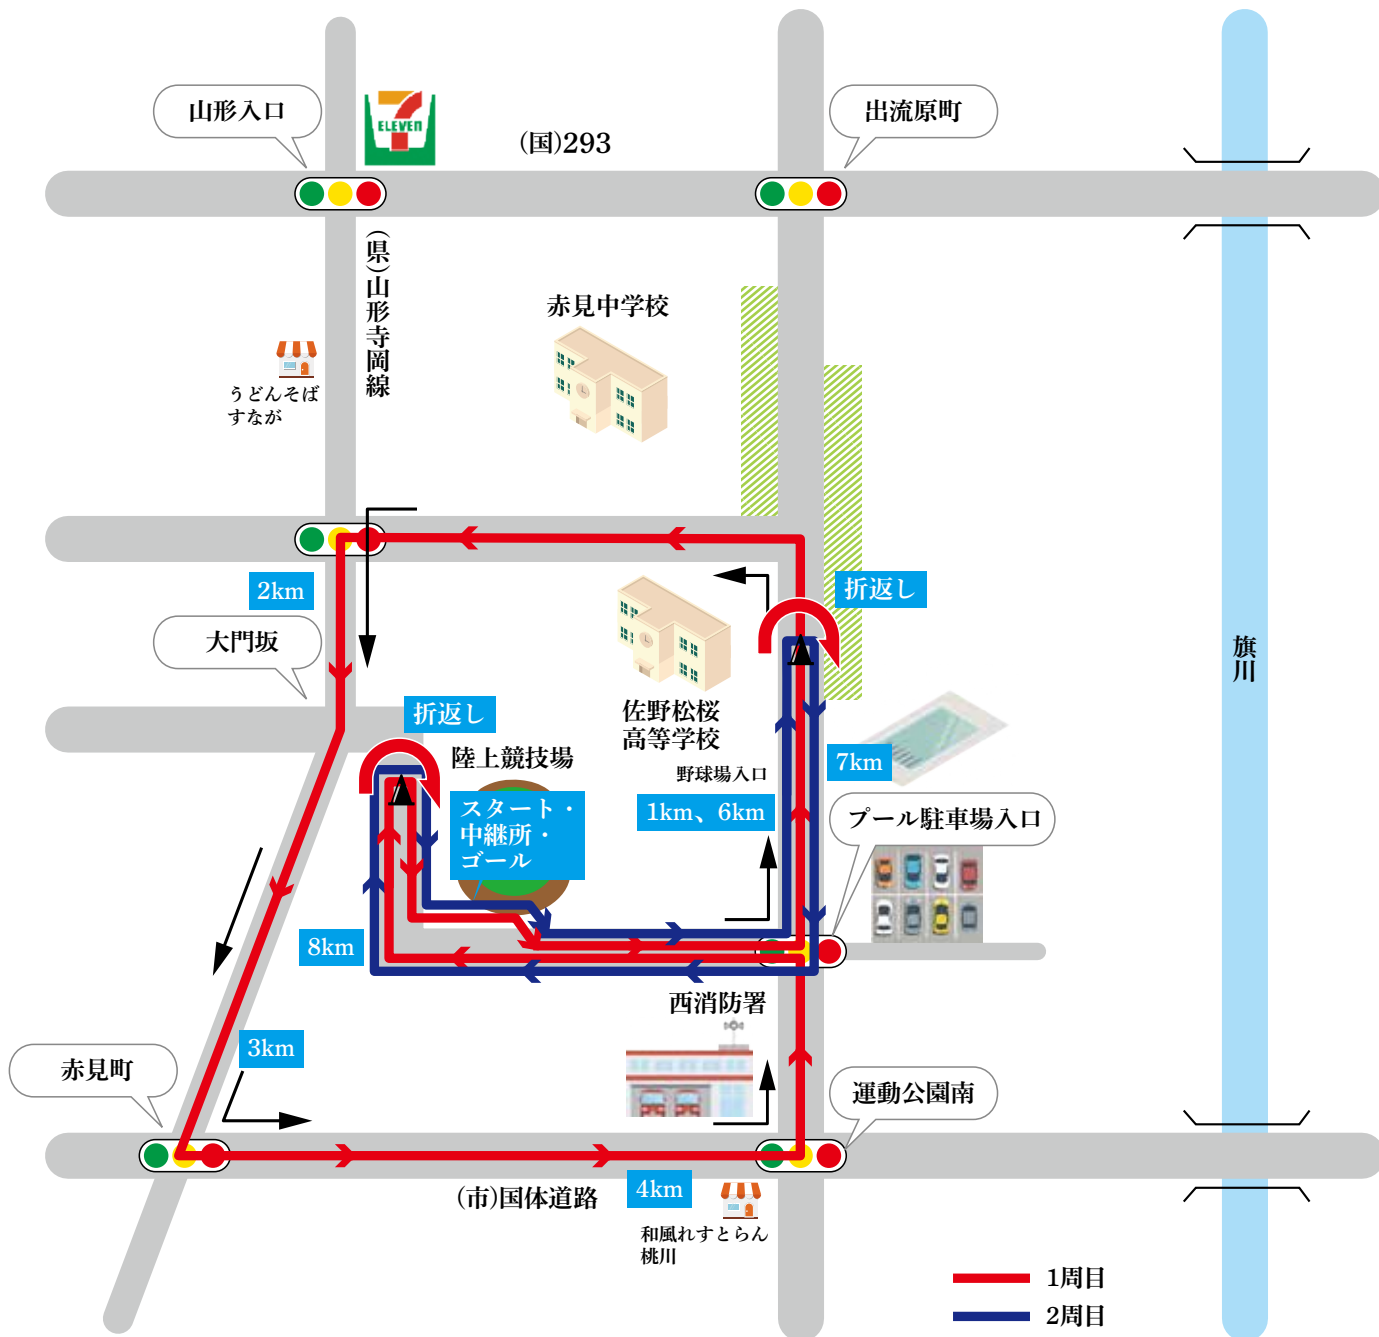 山形入口
ELEVEN
(国)293
出流原町
(県)山形寺岡線
赤見中学校
うどんそば
すなが
2km
大門坂
折返し
佐野松桜
高等学校
折返し
陸上競技場
スタート・
中継所・
ゴール
野球場入口
1km、6km
7km
プール駐車場入口
旗川
8km
西消防署
3km
赤見町
運動公園南
(市)国体道路
4km
和風れすとらん
桃川
1周目
2周目